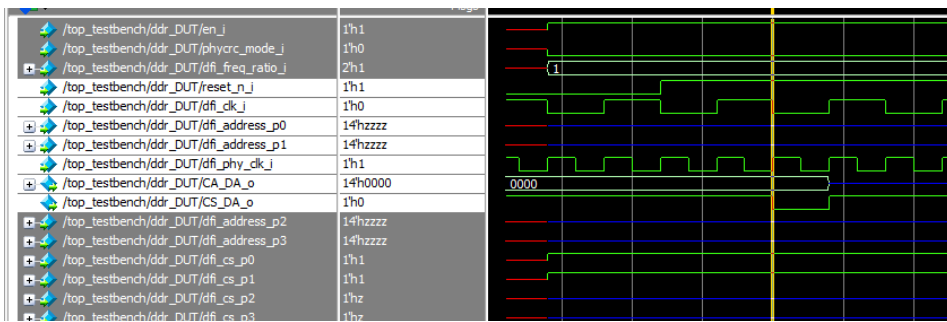 Msgs
/top_testbench/ddr_DUT/en_i 1'h1
/top_testbench/ddr_DUT/phycrc_mode_i 1'h0
/top_testbench/ddr_DUT/dfi_freq_ratio_i 2'h1 1
/top_testbench/ddr_DUT/reset_n_i 1'h1
/top_testbench/ddr_DUT/dfi_clk_i 1'h0
/top_testbench/ddr_DUT/dfi_address_p0 14'hzzzz
/top_testbench/ddr_DUT/dfi_address_p1 14'hzzzz
/top_testbench/ddr_DUT/dfi_phy_clk_i 1'h1
/top_testbench/ddr_DUT/CA_DA_o 14'h0000 0000
/top_testbench/ddr_DUT/CS_DA_o 1'h0
/top_testbench/ddr_DUT/dfi_address_p2 14'hzzzz
/top_testbench/ddr_DUT/dfi_address_p3 14'hzzzz
/top_testbench/ddr_DUT/dfi_cs_p0 1'h1
/top_testbench/ddr_DUT/dfi_cs_p1 1'h1
/top_testbench/ddr_DUT/dfi_cs_p2 1'hz
/top_testbench/ddr_DUT/dfi_cs_p3 1'hz